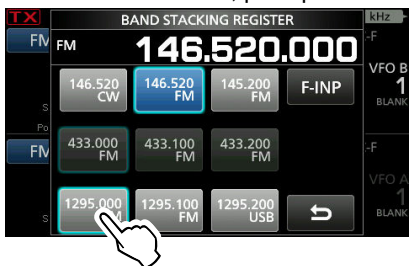 TX BAND STACKING REGISTER kHz
FM FM 146.520.000 -F
VFO B
146.520 CW 146.520 FM 145.200 FM F-INP 1
BLANK
S
Po
433.000 FM 433.100 FM 433.200 FM
FM -F
VFO A
1295.000 1295.100 FM 1295.200 USB 1
S BLANK